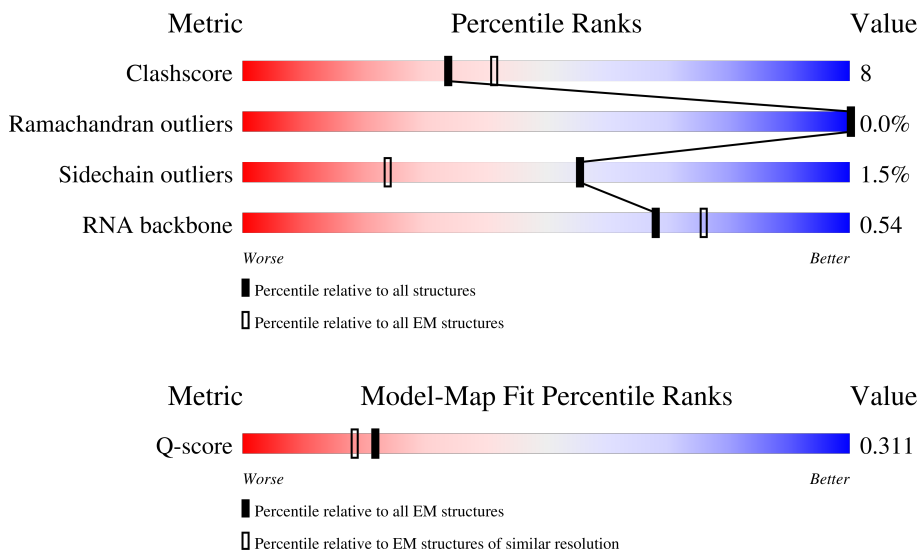 Metric Percentile Ranks Value
Clashscore 8
Ramachandran outliers 0.0%
Sidechain outliers 1.5%
RNA backbone 0.54
Worse Better
Percentile relative to all structures
Percentile relative to all EM structures
Metric Model-Map Fit Percentile Ranks Value
Q-score 0.311
Worse Better
Percentile relative to all EM structures
Percentile relative to EM structures of similar resolution